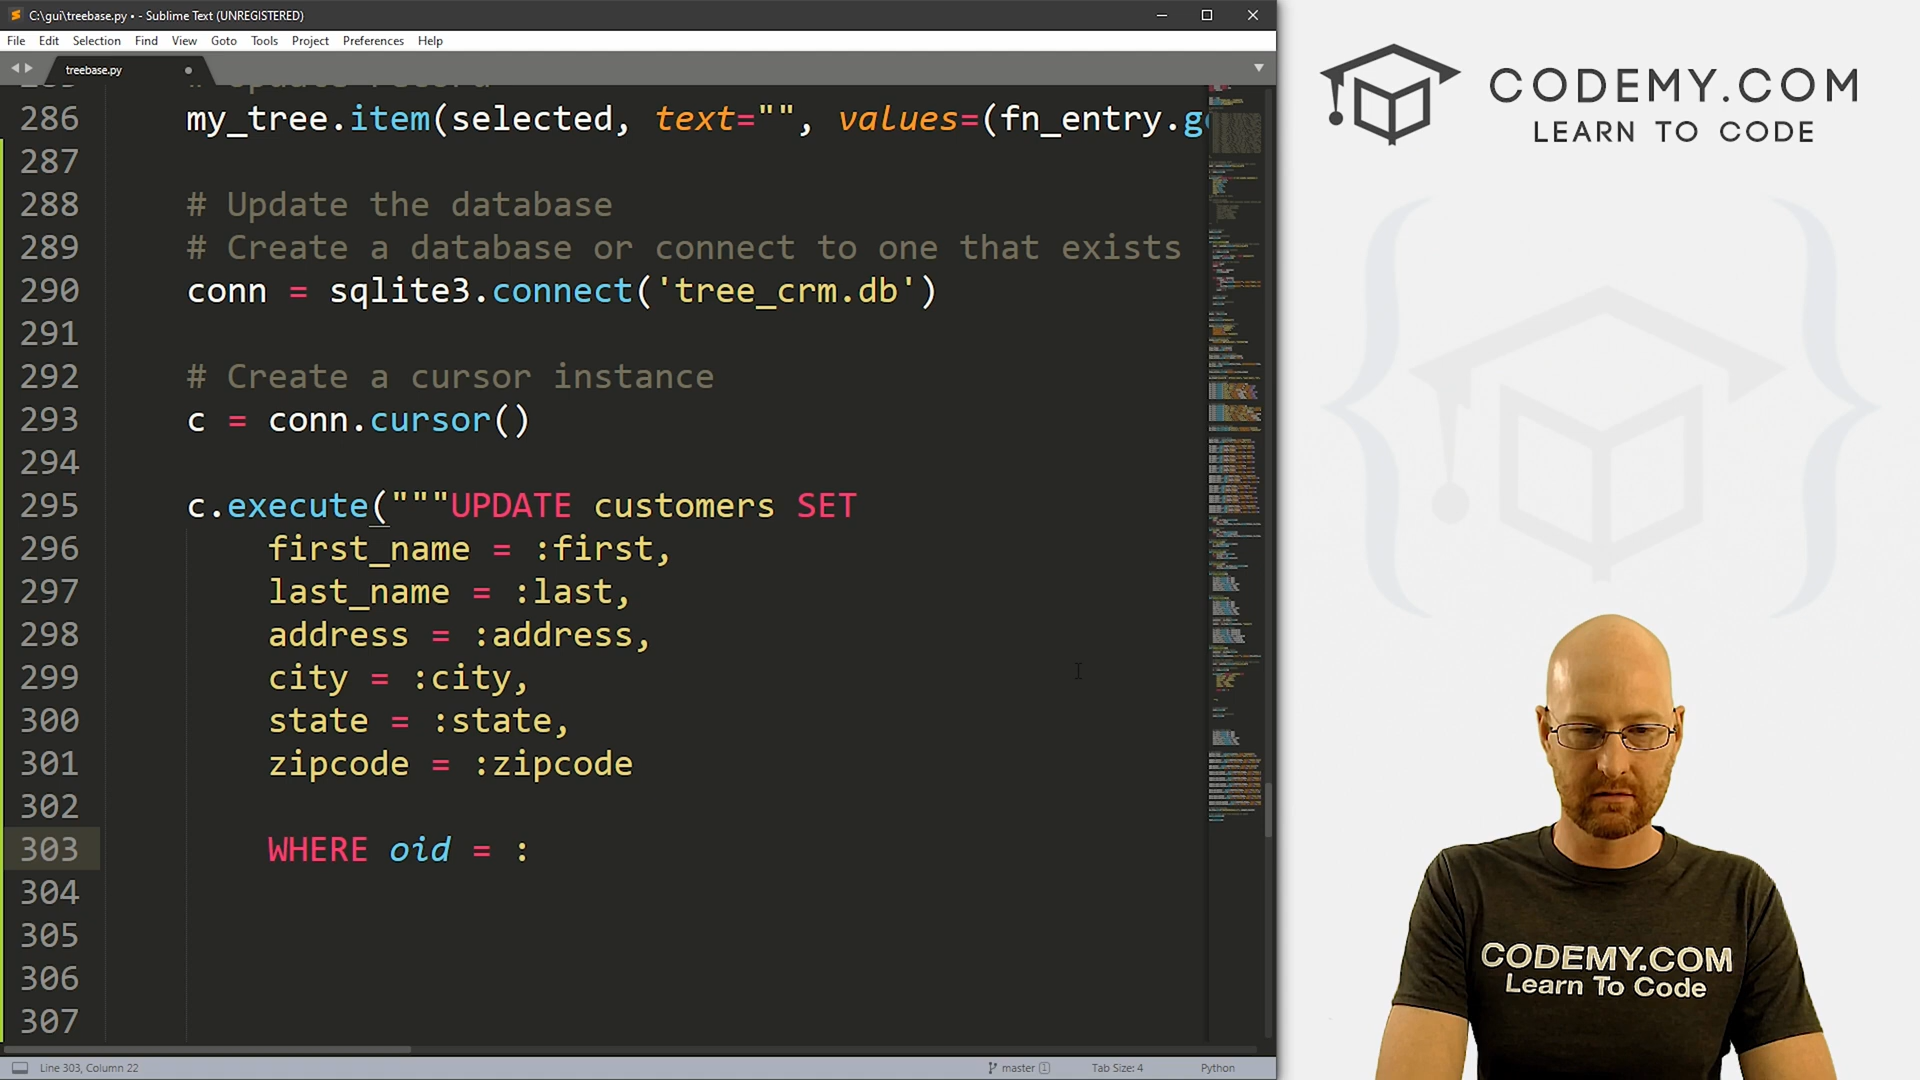 C:\gui\treebase.py • - Sublime Text (UNREGISTERED)
File Edit Selection Find View Goto Tools Project Preferences Help
treebase.py
286 my_tree.item(selected, text="", values=(fn_entry.g
287
288 # Update the database
289 # Create a database or connect to one that exists
290 conn = sqlite3.connect('tree_crm.db')
291
292 # Create a cursor instance
293 c = conn.cursor()
294
295 c.execute("""UPDATE customers SET
296 first_name = :first,
297 last_name = :last,
298 address = :address,
299 city = :city,
300 state = :state,
301 zipcode = :zipcode
302
303 WHERE oid = :
304
305
306
307
Line 303, Column 22
master 1
Tab Size: 4
Python
CODEMY.COM
LEARN TO CODE
CODEMY.COM
Learn To Code